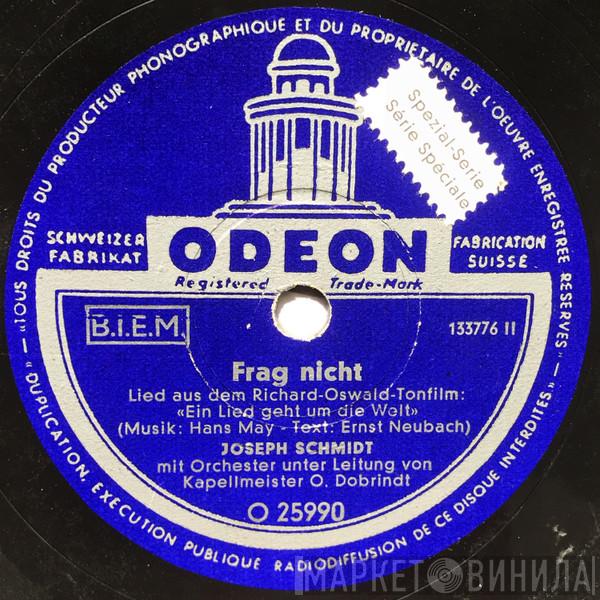 «TOUS DROITS DU PRODUCTEUR PHONOGRAPHIQUE ET DU PROPRIETAIRE DE L'OEUVRE ENREGISTREE RESERVES»
Spezial-Serie
Série Spéciale
SCHWEIZER
FABRIKAT
ODEON
FABRICATION
SUISSE
Registered Trade-Mark
B.I.E.M.
133776 II
Frag nicht
Lied aus dem Richard-Oswald-Tonfilm:
«Ein Lied geht um die Welt»
(Musik: Hans May - Text: Ernst Neubach)
JOSEPH SCHMIDT
mit Orchester unter Leitung von
Kapellmeister O. Dobrindt
O 25990
"DUPLICATION, EXECUTION PUBLIQUE RADIODIFFUSION DE CE DISQUE INTERDITES."
МАРКЕТ ВИНИЛА